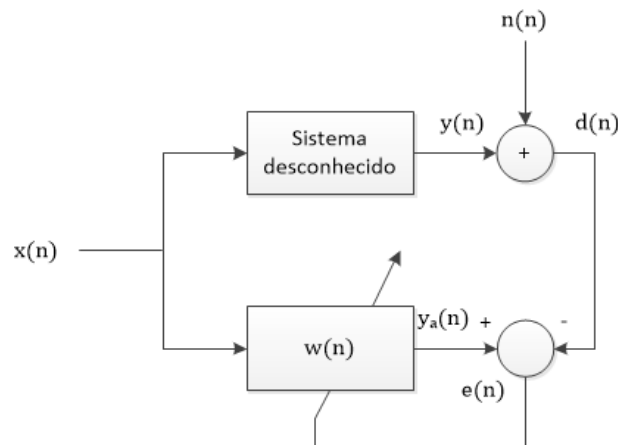 n(n)
Sistema
desconhecido
y(n)
+
d(n)
x(n)
w(n)
yₐ(n)
+
-
e(n)